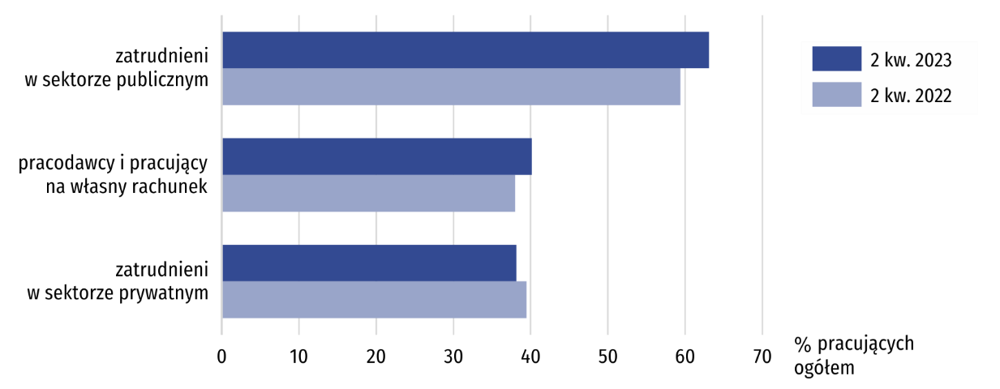 zatrudnieni
w sektorze publicznym
pracodawcy i pracujący
na własny rachunek
zatrudnieni
w sektorze prywatnym
0 10 20 30 40 50 60 70
% pracujących
ogółem
2 kw. 2023
2 kw. 2022